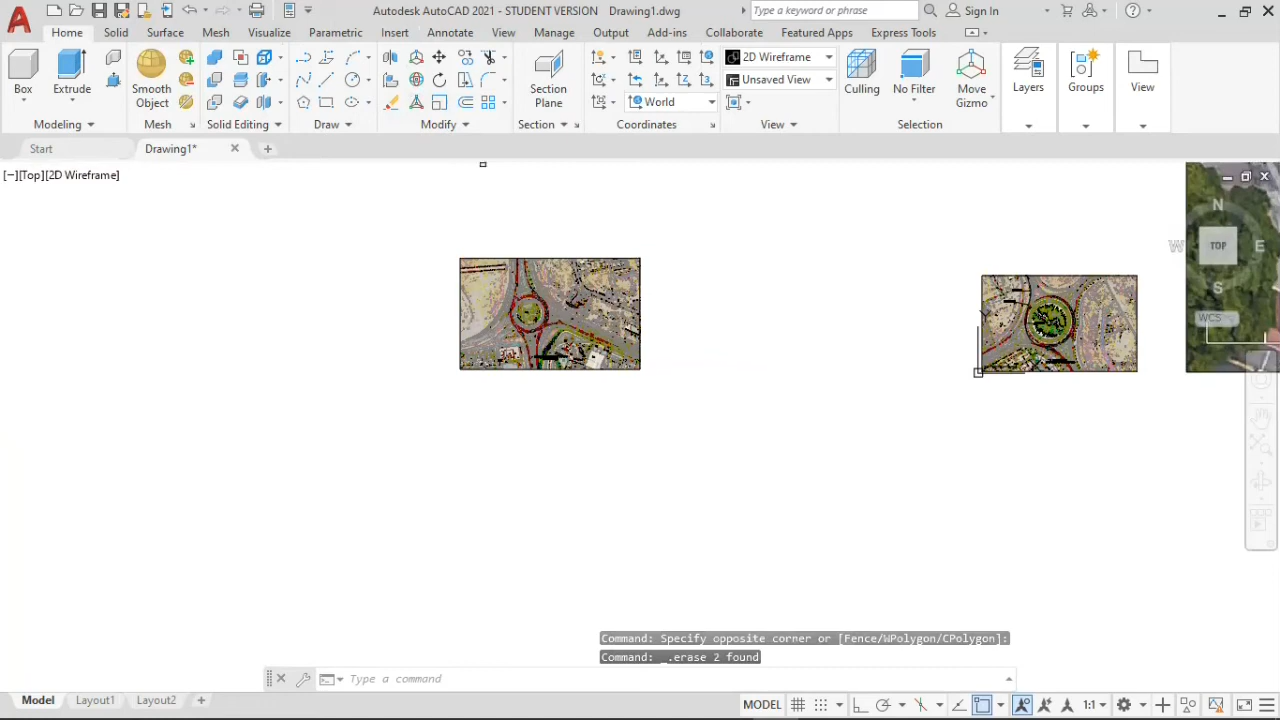 Autodesk AutoCAD 2021 - STUDENT VERSION Drawing1.dwg
Type a keyword or phrase
Sign In
Home Solid Surface Mesh Visualize Parametric Insert Annotate View Manage Output Add-ins Collaborate Featured Apps Express Tools
Box
Extrude
Smooth Object
Section Plane
2D Wireframe
Unsaved View
World
Culling
No Filter
Move Gizmo
Layers
Groups
View
Modeling Mesh Solid Editing Draw Modify Section Coordinates View Selection
Start
Drawing1*
[−][Top][2D Wireframe]
N
W TOP E
S
WCS
Command: Specify opposite corner or [Fence/WPolygon/CPolygon]:
Command: _.erase 2 found
Type a command
Model Layout1 Layout2
MODEL
1:1